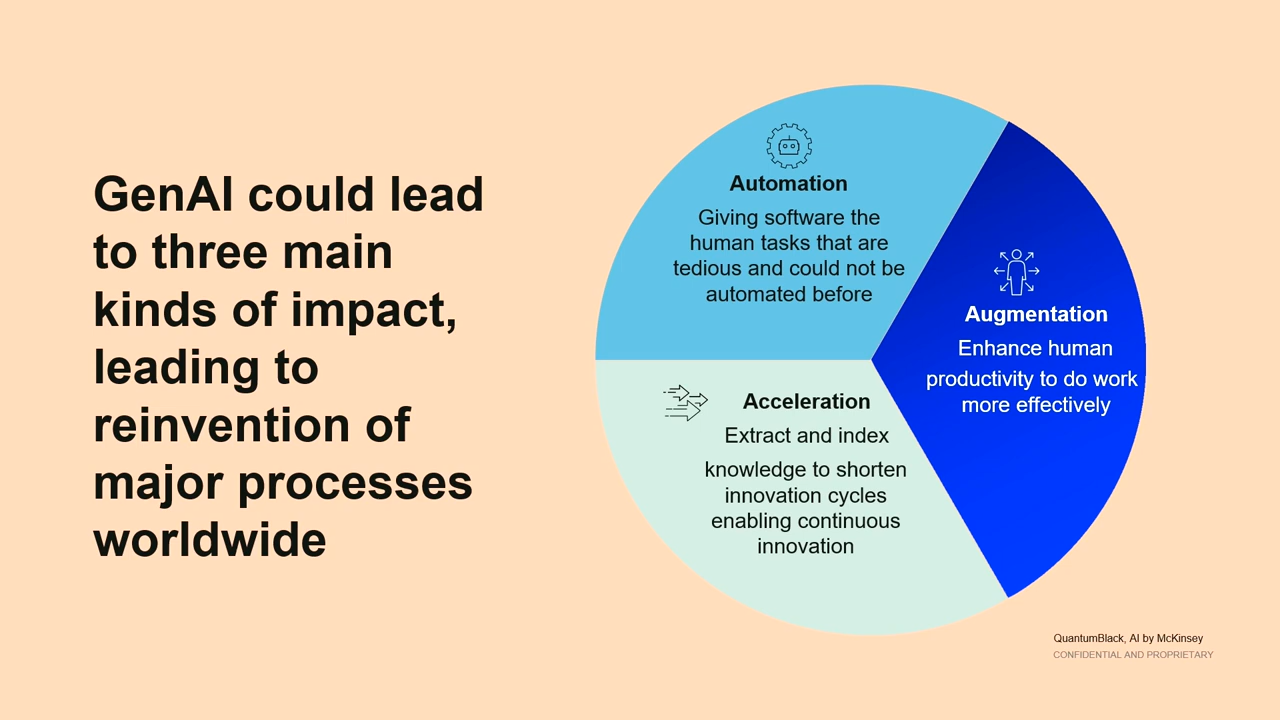 GenAI could lead
to three main
kinds of impact,
leading to
reinvention of
major processes
worldwide
Automation
Giving software the
human tasks that are
tedious and could not be
automated before
Augmentation
Enhance human
productivity to do work
more effectively
Acceleration
Extract and index
knowledge to shorten
innovation cycles
enabling continuous
innovation
QuantumBlack, AI by McKinsey
CONFIDENTIAL AND PROPRIETARY